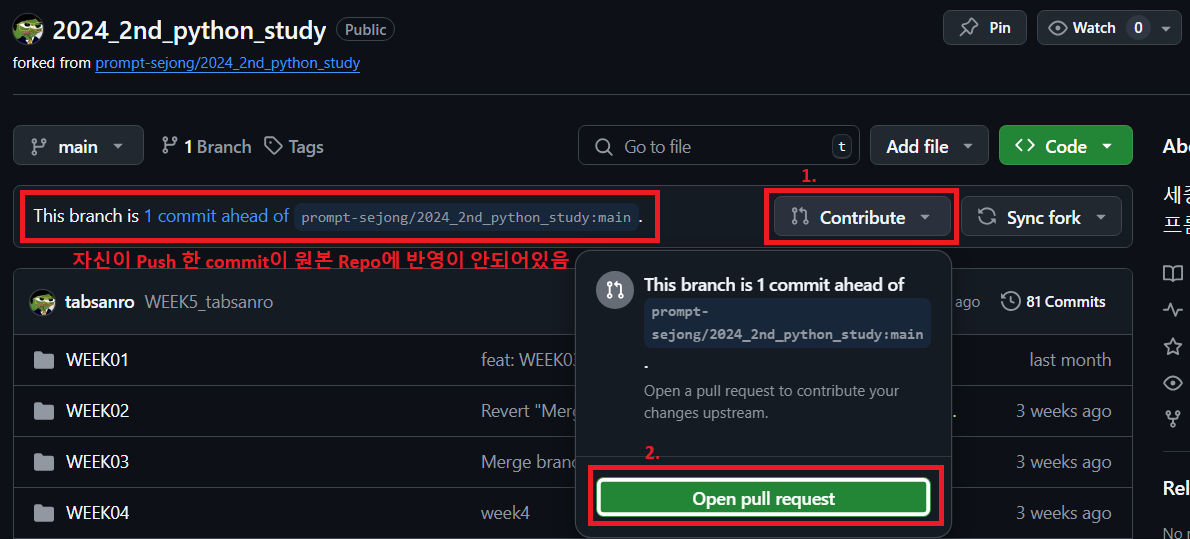 2024_2nd_python_study Public
Pin
Watch 0
forked from prompt-sejong/2024_2nd_python_study
main
1 Branch
Tags
Go to file
t
Add file
Code
1.
This branch is 1 commit ahead of prompt-sejong/2024_2nd_python_study:main .
Contribute
Sync fork
자신이 Push 한 commit이 원본 Repo에 반영이 안되어있음
tabsanro WEEK5_tabsanro
ago
81 Commits
This branch is 1 commit ahead of
prompt-
sejong/2024_2nd_python_study:main
.
Open a pull request to contribute your
changes upstream.
2.
Open pull request
WEEK01
feat: WEEK03
last month
WEEK02
Revert "Merg
.
3 weeks ago
WEEK03
Merge branc
3 weeks ago
WEEK04
week4
3 weeks ago
Abo
세종
프롬
Rel
No r